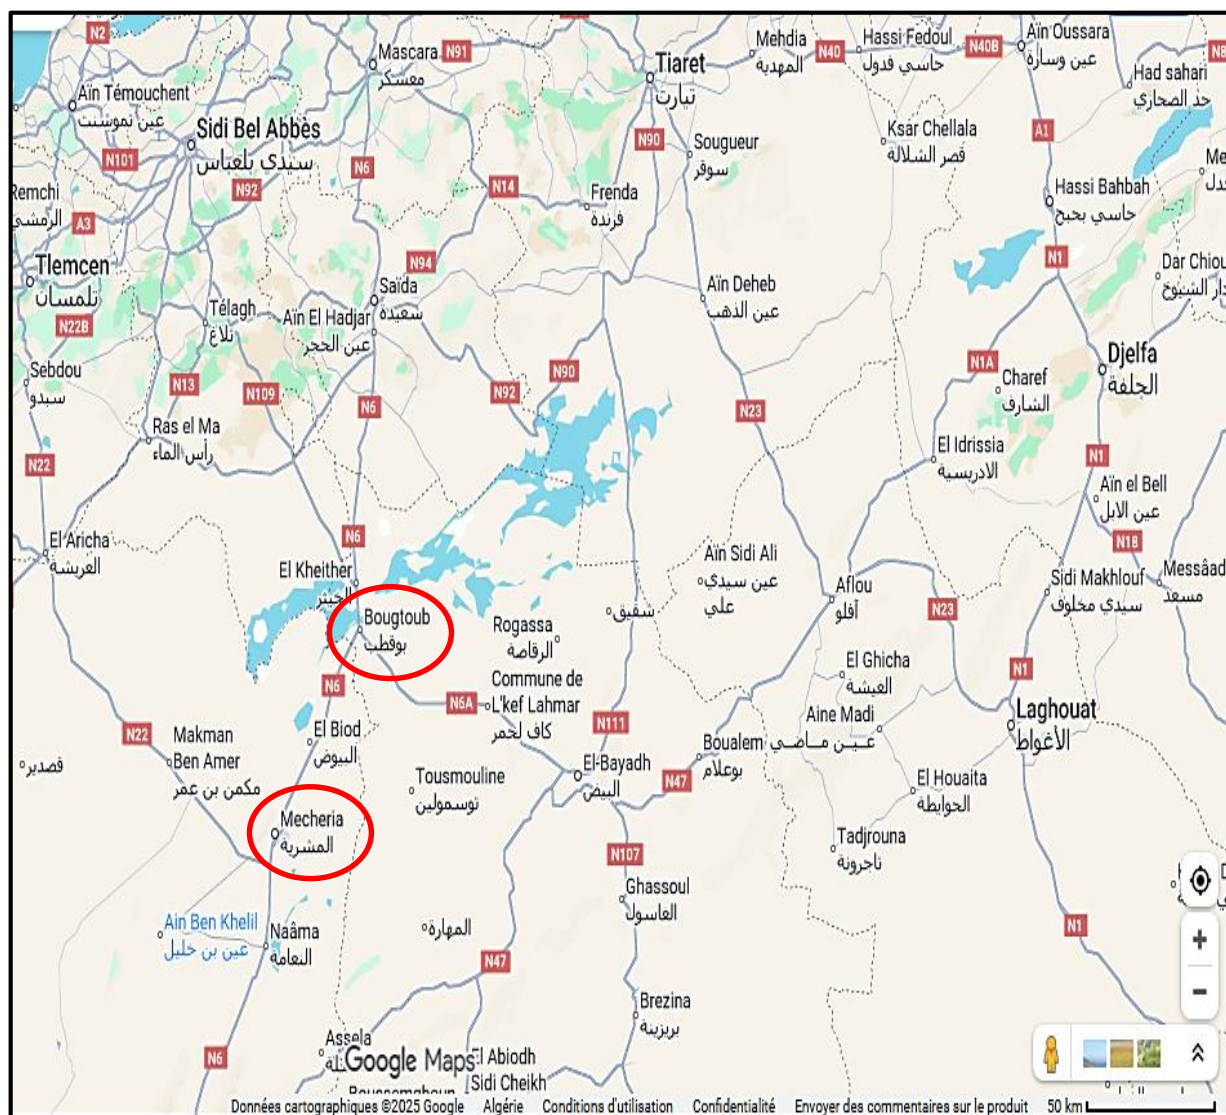 N2
Mascara
معسكر
N91
Tiaret
تيارت
Mehdia
المهدية
N40
Hassi Fedoul
حاسي فدول
N40B
Aïn Oussara
عين وسارة
N8
Had sahari
حد الصحاري
Aïn Témouchent
عين تموشنت
Sidi Bel Abbès
سيدي بلعباس
N101
N92
N6
N14
N90
Sougueur
سوقر
Ksar Chellala
قصر الشلالة
A1
Hassi Bahbah
حاسي بحبح
Remchi
الرمشي
A3
Frenda
فرندة
Tlemcen
تلمسان
N22B
N94
Saïda
سعيدة
Aïn Deheb
عين الذهب
N1
Dar Chiou
دار الشيوخ
Télagh
تلاغ
Aïn El Hadjar
عين الحجر
Sebdou
سبدو
N13
N109
N6
N92
N90
N23
N1A
Charef
الشارف
Djelfa
الجلفة
Ras el Ma
رأس الماء
N22
El Idrissia
الادريسية
N1
Aïn el Bell
عين الابل
N18
El Aricha
العريشة
N6
El Kheither
الخيثر
Aïn Sidi Ali
عين سيدي
علي
Aflou
آفلو
N23
Sidi Makhlouf
سيدي مخلوف
Messâad
مسعد
Bougtoub
بوقطب
Rogassa
الرقاصة
شقيق
Commune de
L'kef Lahmar
كاف لحمر
N6
N6A
N111
El Ghicha
الغيشة
N1
N22
Makman
Ben Amer
مكمن بن عمر
El Biod
البيوض
Aine Madi
عين ماضي
Laghouat
الأغواط
قصدير
Tousmouline
توسمولين
El-Bayadh
البيض
Boualem
بوعلام
N47
El Houaita
الحوايطة
Mecheria
المشرية
Tadjrouna
تاجرونة
N107
Ghassoul
الغاسول
Ain Ben Khelil
عين بن خليل
Naâma
النعامة
المهارة
N47
N1
Brezina
بريزينة
N6
Assela
Google Maps
El Abiodh
Sidi Cheikh
Données cartographiques ©2025 Google Algérie Conditions d'utilisation Confidentialité Envoyer des commentaires sur le produit 50 km